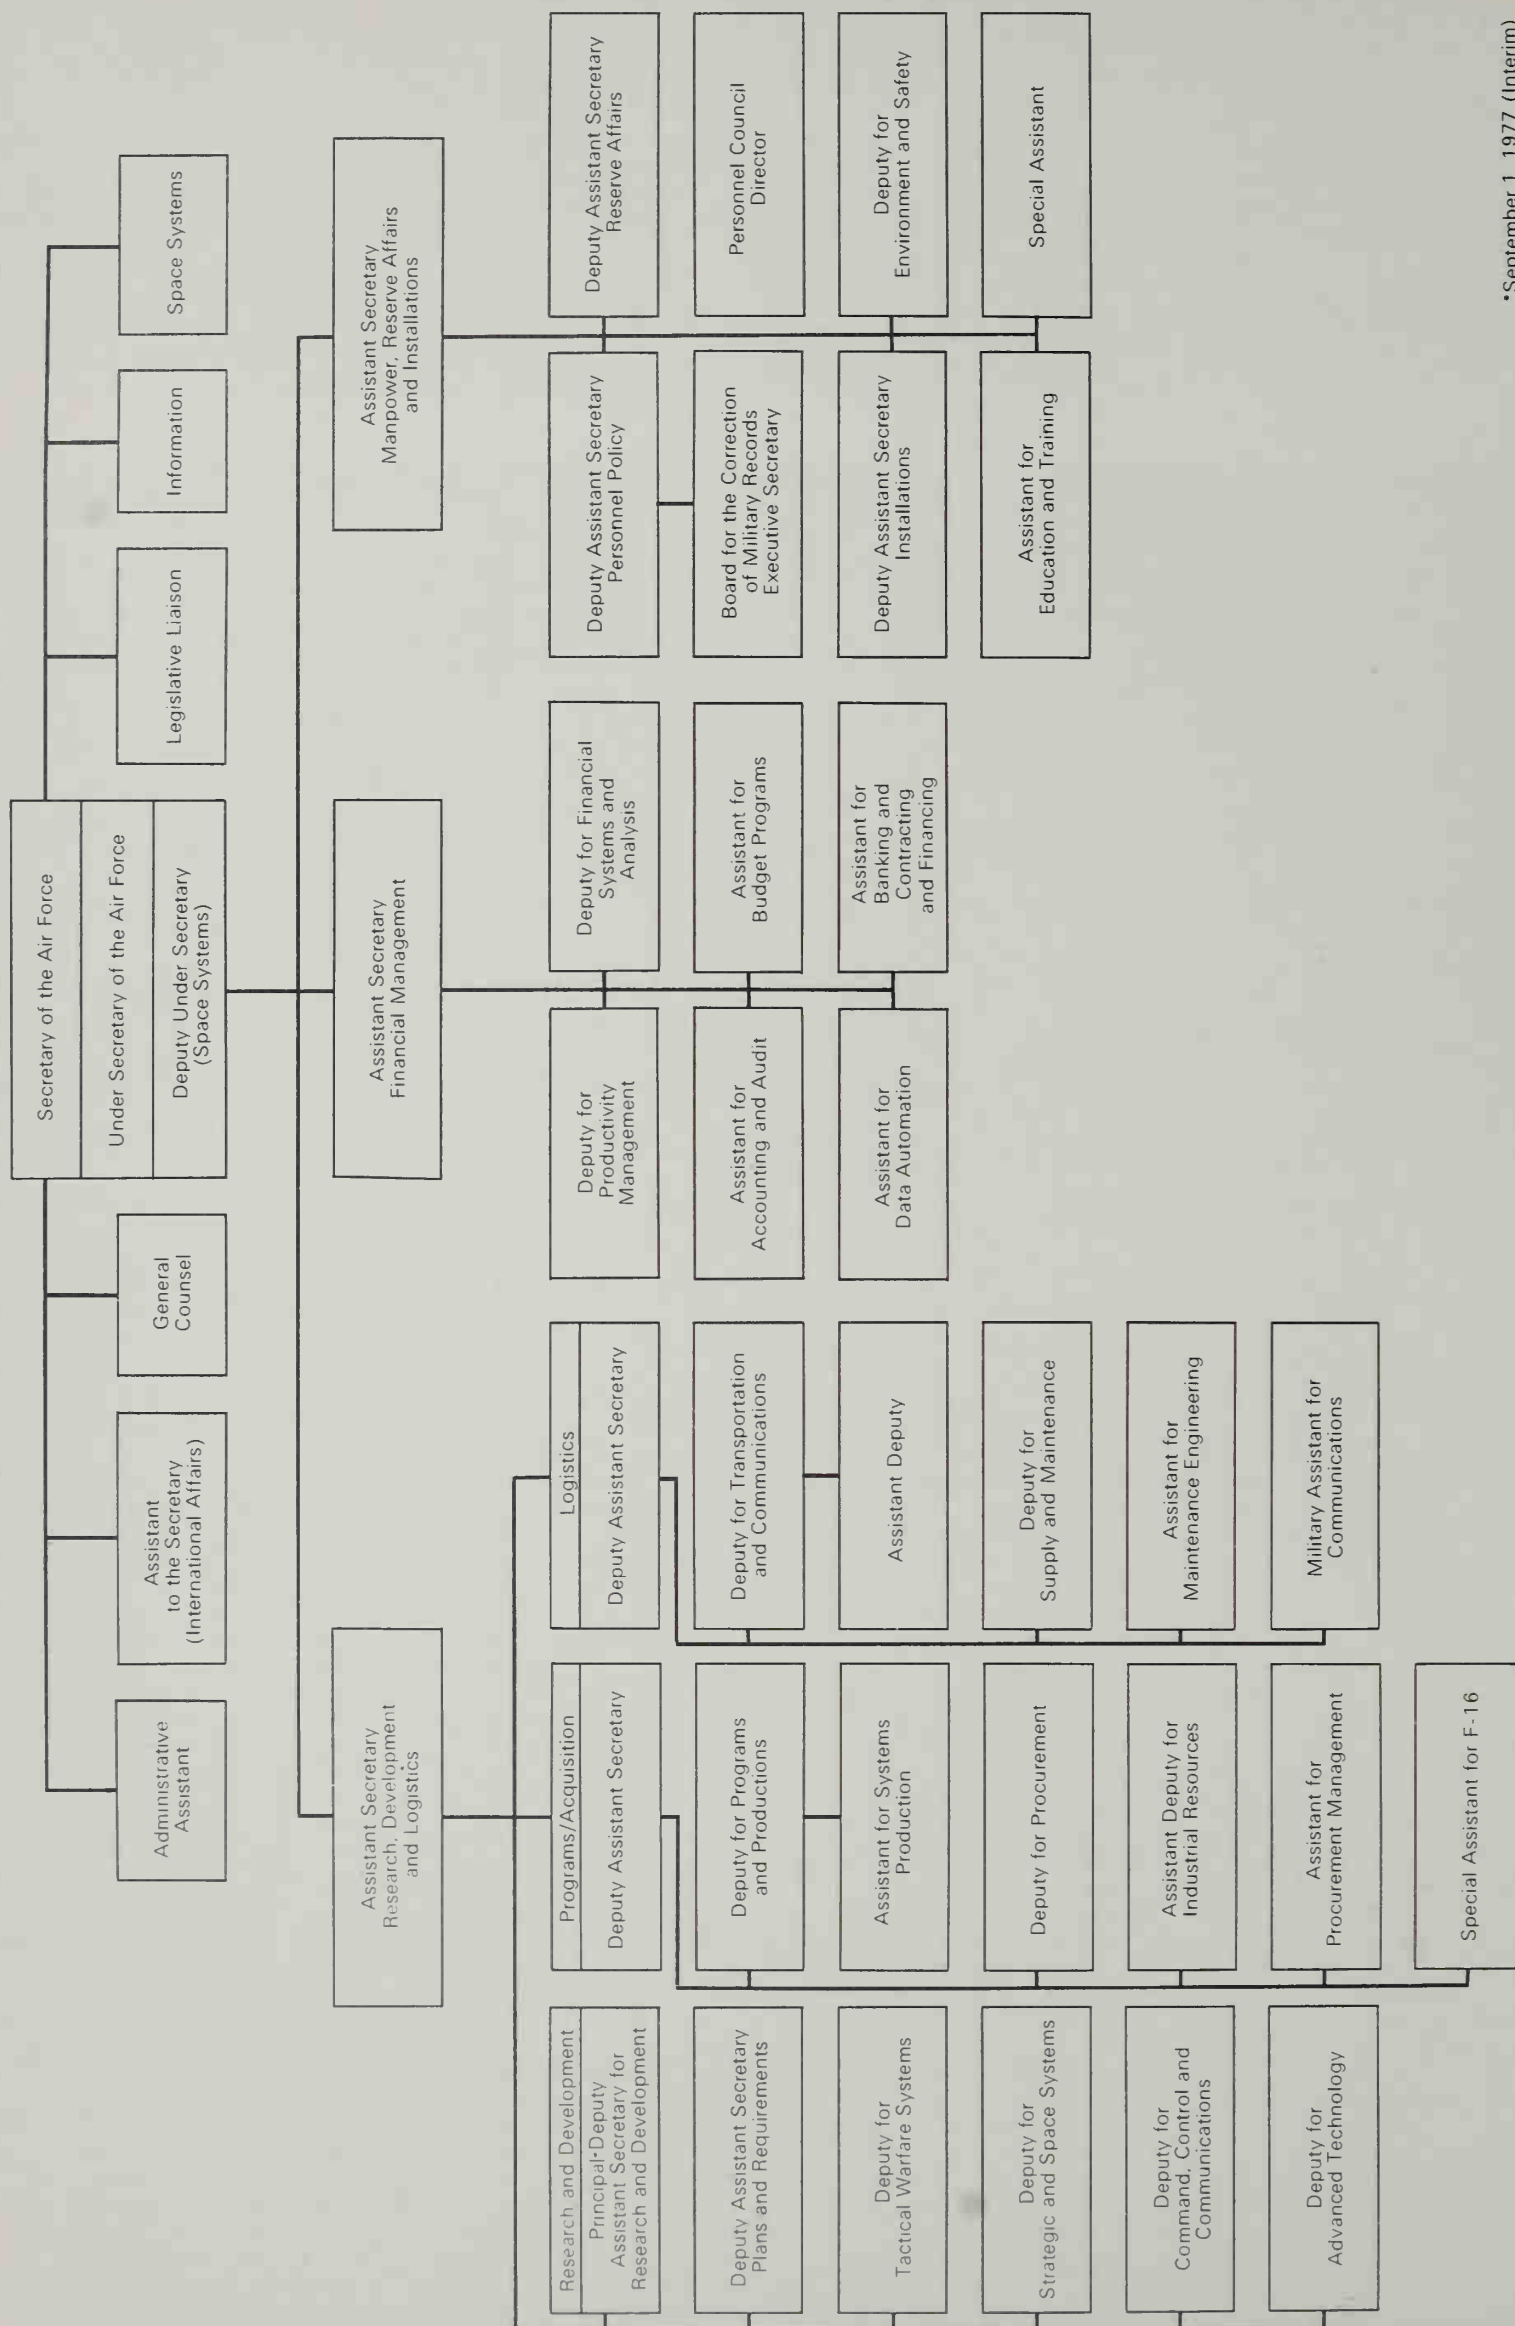 Secretary of the Air Force
Under Secretary of the Air Force
Deputy Under Secretary
(Space Systems)
Administrative
Assistant
Assistant
to the Secretary
(International Affairs)
General
Counsel
Legislative Liaison
Information
Space Systems
Assistant Secretary
Research, Development
and Logistics
Assistant Secretary
Financial Management
Assistant Secretary
Manpower, Reserve Affairs
and Installations
Research and Development
Principal Deputy
Assistant Secretary for
Research and Development
Deputy Assistant Secretary
Plans and Requirements
Deputy for
Tactical Warfare Systems
Deputy for
Strategic and Space Systems
Deputy for
Command, Control and
Communications
Deputy for
Advanced Technology
Programs/Acquisition
Deputy Assistant Secretary
Deputy for Programs
and Productions
Assistant for Systems
Production
Deputy for Procurement
Assistant Deputy for
Industrial Resources
Assistant for
Procurement Management
Special Assistant for F-16
Logistics
Deputy Assistant Secretary
Deputy for Transportation
and Communications
Assistant Deputy
Deputy for
Supply and Maintenance
Assistant for
Maintenance Engineering
Military Assistant for
Communications
Deputy for
Productivity
Management
Assistant for
Accounting and Audit
Assistant for
Data Automation
Deputy for Financial
Systems and
Analysis
Assistant for
Budget Programs
Assistant for
Banking and
Contracting
and Financing
Deputy Assistant Secretary
Personnel Policy
Board for the Correction
of Military Records
Executive Secretary
Deputy Assistant Secretary
Installations
Assistant for
Education and Training
Deputy Assistant Secretary
Reserve Affairs
Personnel Council
Director
Deputy for
Environment and Safety
Special Assistant
*September 1, 1977 (Interim)